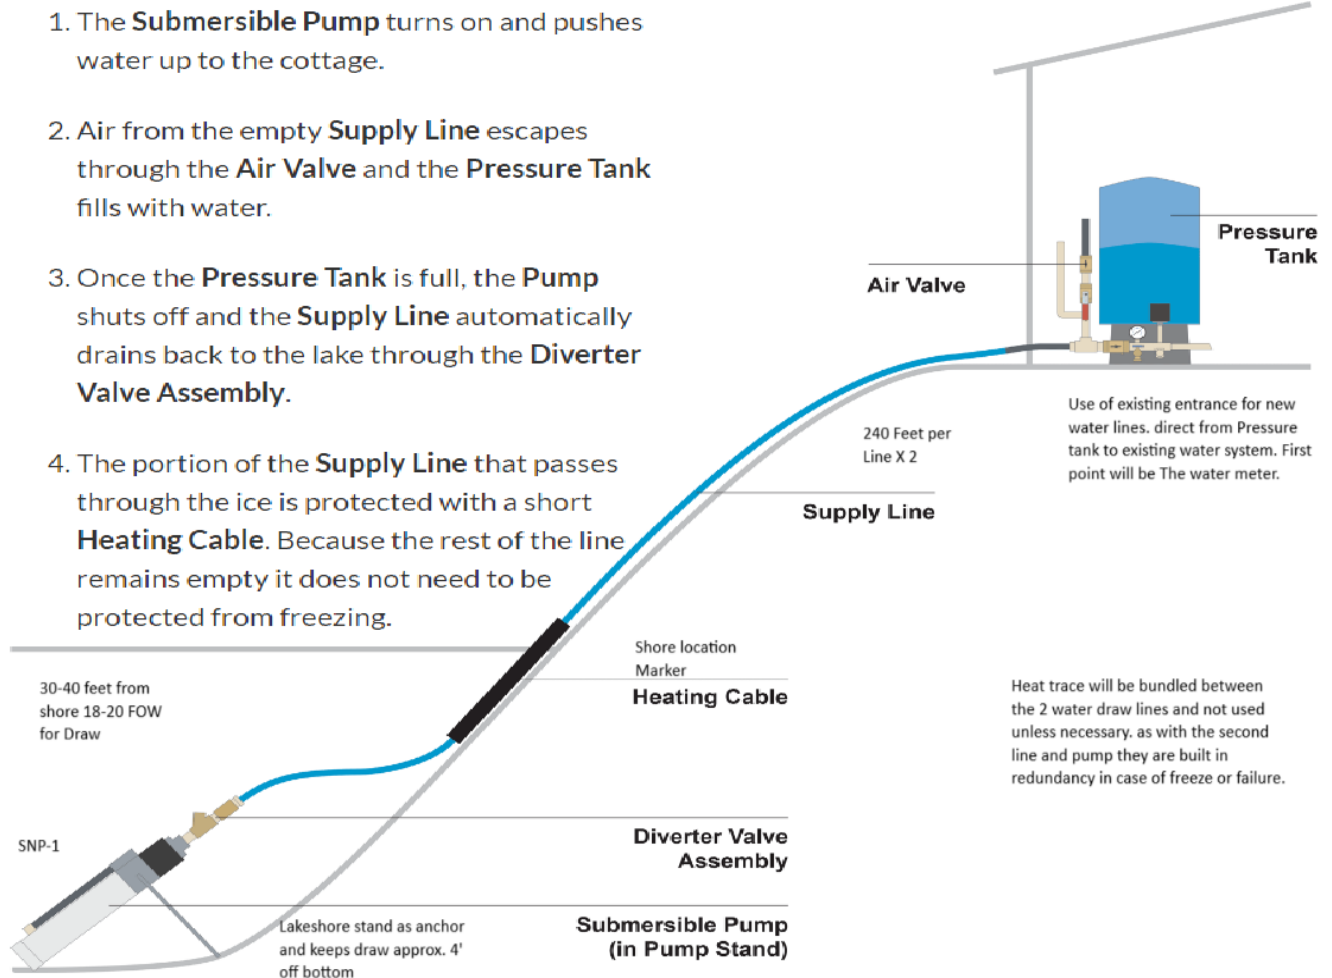 1. The Submersible Pump turns on and pushes
water up to the cottage.
2. Air from the empty Supply Line escapes
through the Air Valve and the Pressure Tank
fills with water.
3. Once the Pressure Tank is full, the Pump
shuts off and the Supply Line automatically
drains back to the lake through the Diverter
Valve Assembly.
4. The portion of the Supply Line that passes
through the ice is protected with a short
Heating Cable. Because the rest of the line
remains empty it does not need to be
protected from freezing.
Pressure
Tank
Air Valve
Use of existing entrance for new
water lines. direct from Pressure
tank to existing water system. First
point will be The water meter.
240 Feet per
Line X 2
Supply Line
Shore location
Marker
Heating Cable
30-40 feet from
shore 18-20 FOW
for Draw
Heat trace will be bundled between
the 2 water draw lines and not used
unless necessary. as with the second
line and pump they are built in
redundancy in case of freeze or failure.
SNP-1
Diverter Valve
Assembly
Lakeshore stand as anchor
and keeps draw approx. 4'
off bottom
Submersible Pump
(in Pump Stand)